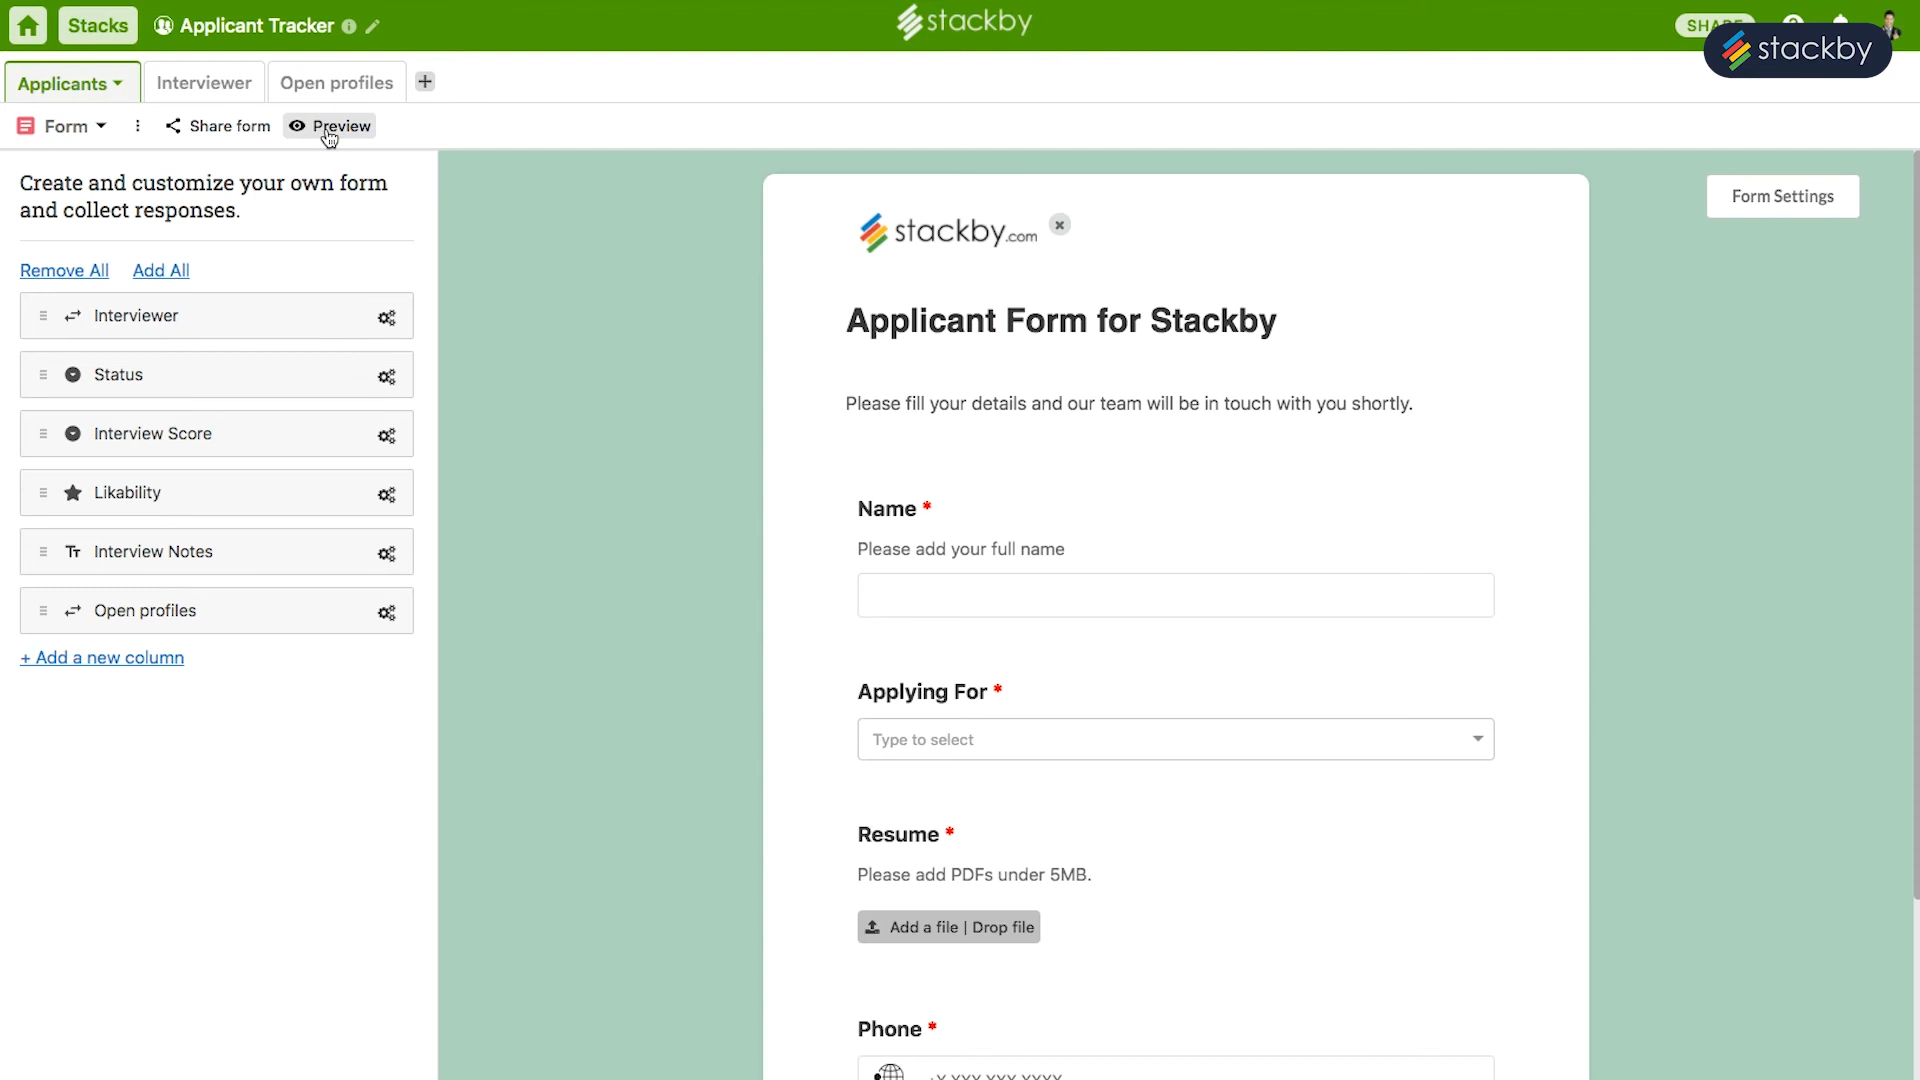 Stacks
Applicant Tracker
stackby
stackby
Applicants
Interviewer
Open profiles
Form
Share form
Preview
Create and customize your own form
and collect responses.
Remove All
Add All
Interviewer
Status
Interview Score
Likability
Interview Notes
Open profiles
+ Add a new column
Form Settings
stackby.com
Applicant Form for Stackby
Please fill your details and our team will be in touch with you shortly.
Name *
Please add your full name
Applying For *
Type to select
Resume *
Please add PDFs under 5MB.
Add a file | Drop file
Phone *